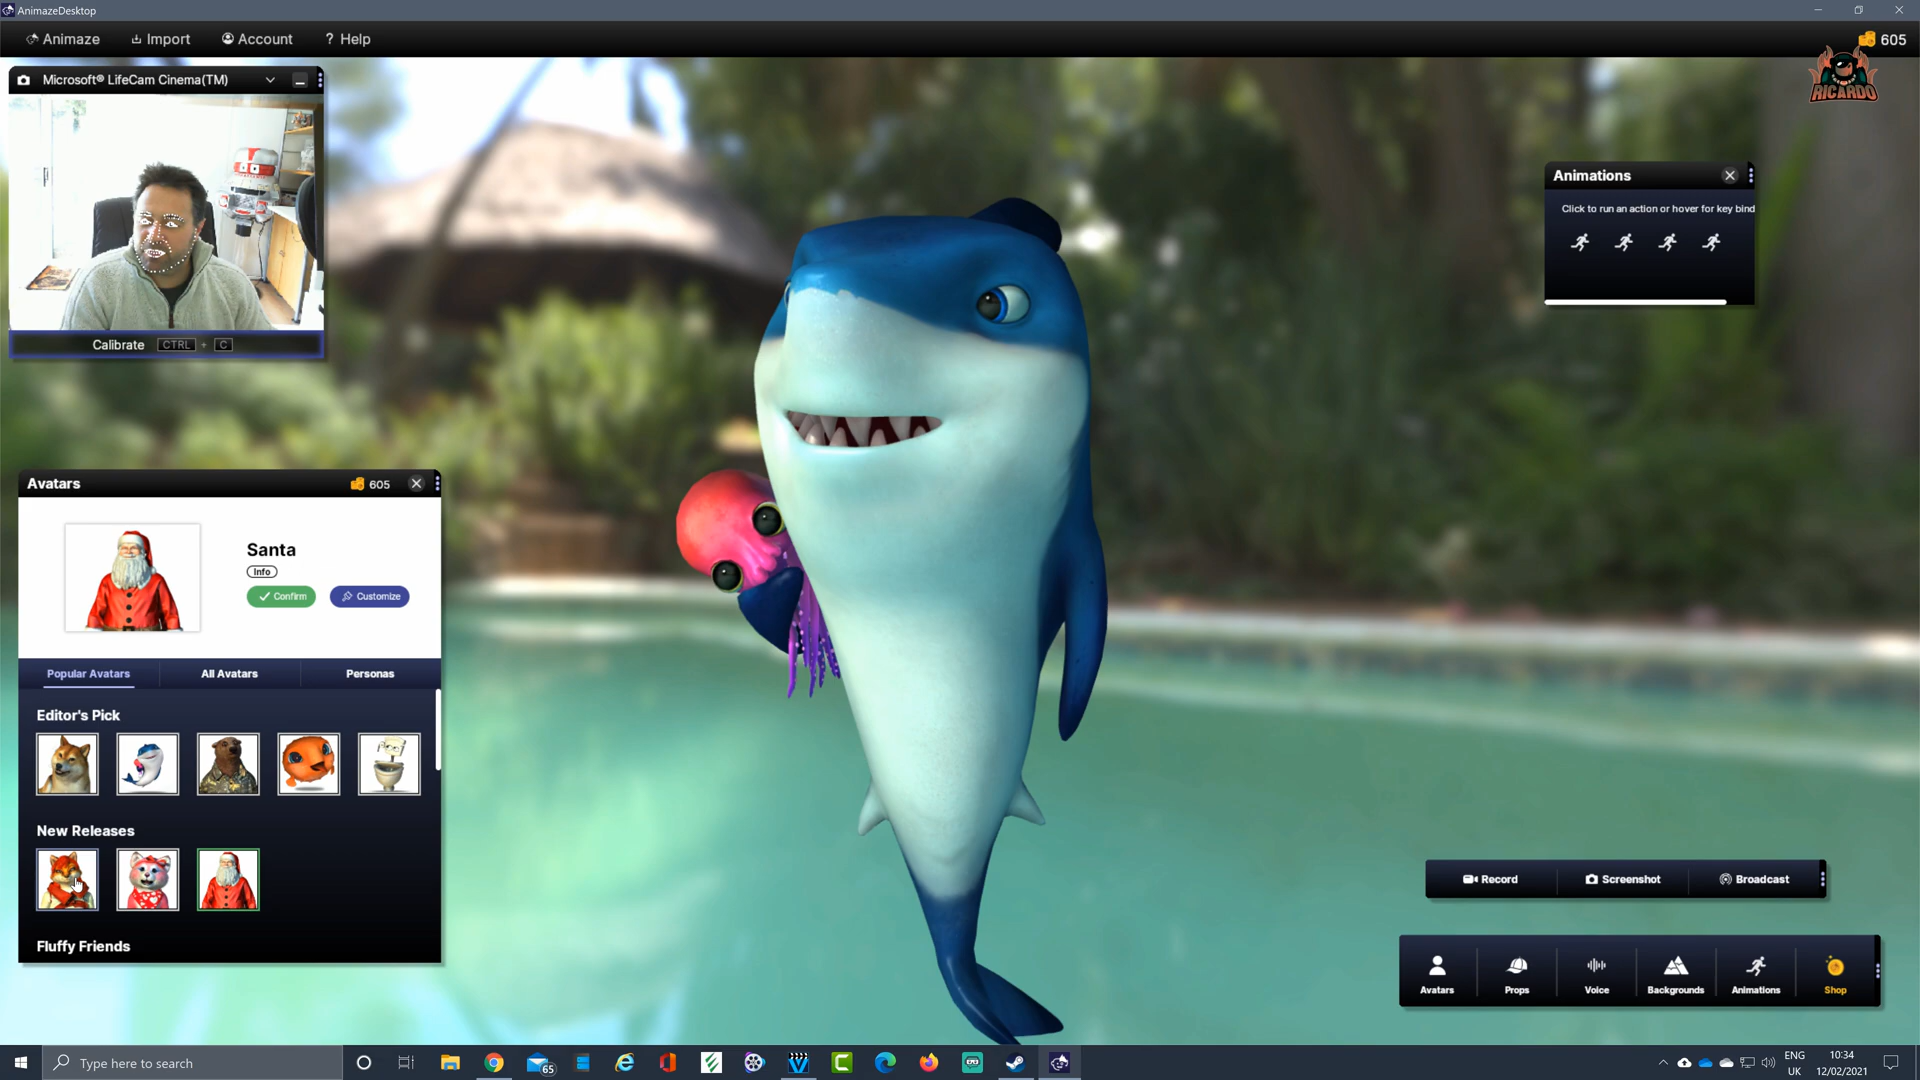 AnimazeDesktop
Animaze
Import
Account
? Help
605
RICARDO
Microsoft® LifeCam Cinema(TM)
Calibrate CTRL + C
Animations
Click to run an action or hover for key bind
Avatars
605
Santa
Info
Confirm
Customize
Popular Avatars
All Avatars
Personas
Editor's Pick
New Releases
Fluffy Friends
Record
Screenshot
Broadcast
Avatars
Props
Voice
Backgrounds
Animations
Shop
Type here to search
65
ENG
UK
10:34
12/02/2021